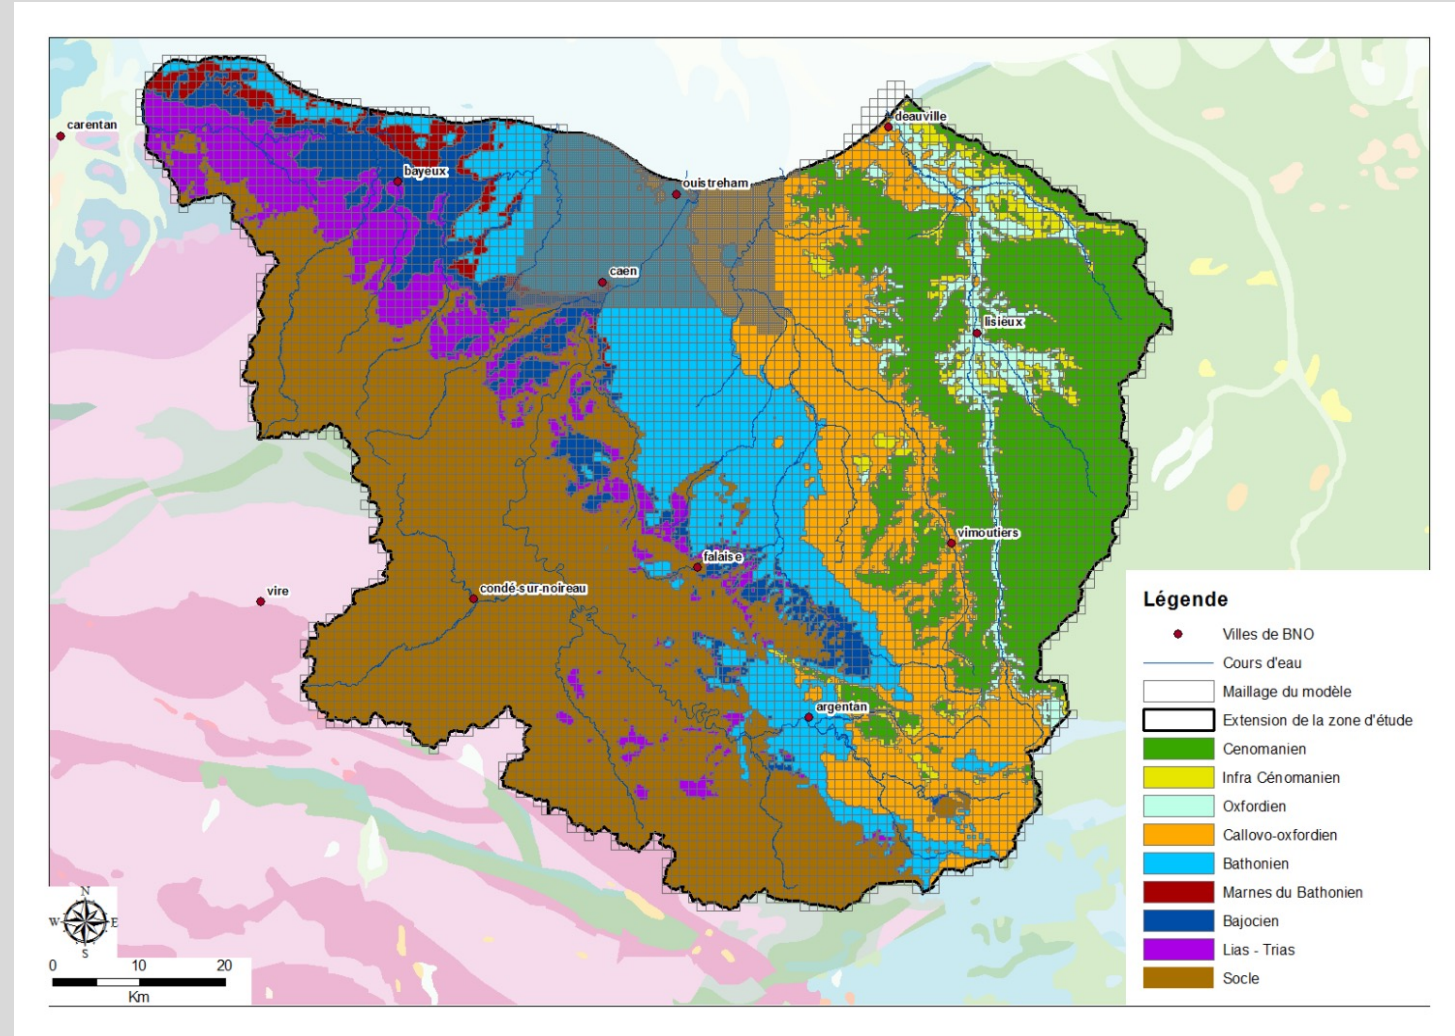 deauville
carentan
bayeux
ouistreham
caen
lisieux
vimoutiers
falaise
condé-sur-noireau
vire
argentan
Légende
Villes de BNO
Cours d'eau
Maillage du modèle
Extension de la zone d'étude
Cenomanien
Infra Cénomanien
Oxfordien
Callovo-oxfordien
Bathonien
Marnes du Bathonien
Bajocien
Lias - Trias
Socle
N
W E
S
0 10 20
Km